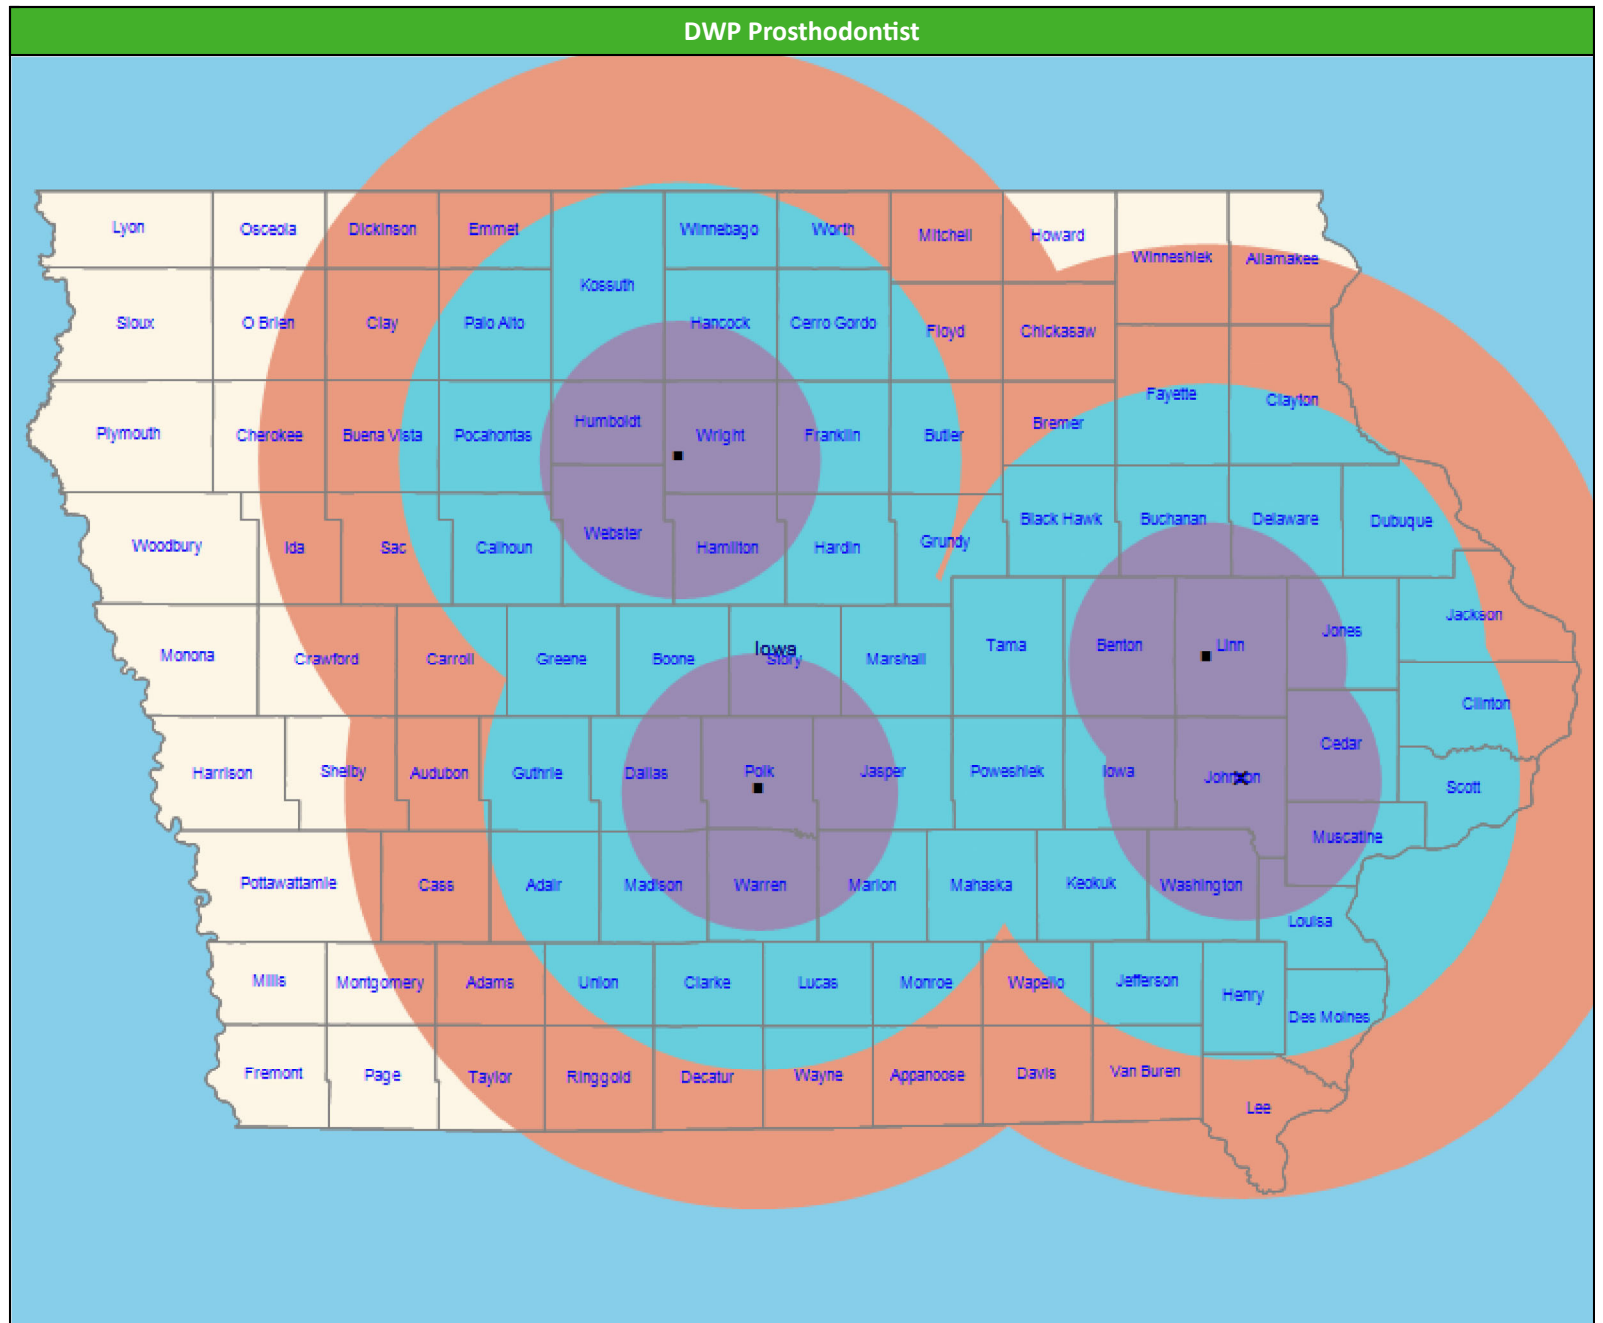 DWP Prosthodontist
Lyon
Osceola
Dickinson
Emmet
Winnebago
Worth
Mitchell
Howard
Winneshiek
Allamakee
Kossuth
Sioux
O Brien
Clay
Palo Alto
Hancock
Cerro Gordo
Floyd
Chickasaw
Fayette
Clayton
Plymouth
Cherokee
Buena Vista
Pocahontas
Humboldt
Wright
Franklin
Butler
Bremer
Woodbury
Ida
Sac
Calhoun
Webster
Hamilton
Hardin
Grundy
Black Hawk
Buchanan
Delaware
Dubuque
Monona
Crawford
Carroll
Greene
Boone
Iowa
Story
Marshall
Tama
Benton
Linn
Jones
Jackson
Clinton
Harrison
Shelby
Audubon
Guthrie
Dallas
Polk
Jasper
Poweshiek
Iowa
Johnson
Cedar
Scott
Muscatine
Pottawattamie
Cass
Adair
Madison
Warren
Marion
Mahaska
Keokuk
Washington
Louisa
Mills
Montgomery
Adams
Union
Clarke
Lucas
Monroe
Wapello
Jefferson
Henry
Des Moines
Fremont
Page
Taylor
Ringgold
Decatur
Wayne
Appanoose
Davis
Van Buren
Lee